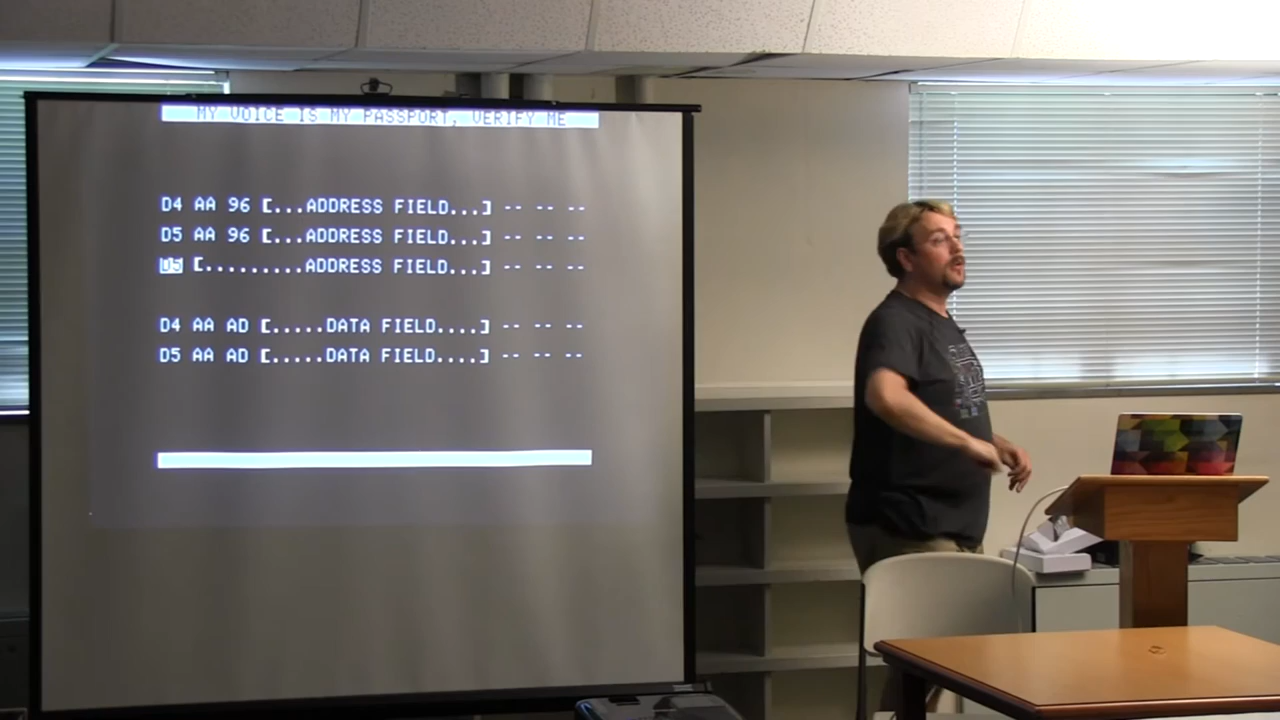 MY VOICE IS MY PASSPORT, VERIFY ME
D4 AA 96 [...ADDRESS FIELD...] -- -- --
D5 AA 96 [...ADDRESS FIELD...] -- -- --
D5 [.........ADDRESS FIELD...] -- -- --
D4 AA AD [.....DATA FIELD....] -- -- --
D5 AA AD [.....DATA FIELD....] -- -- --